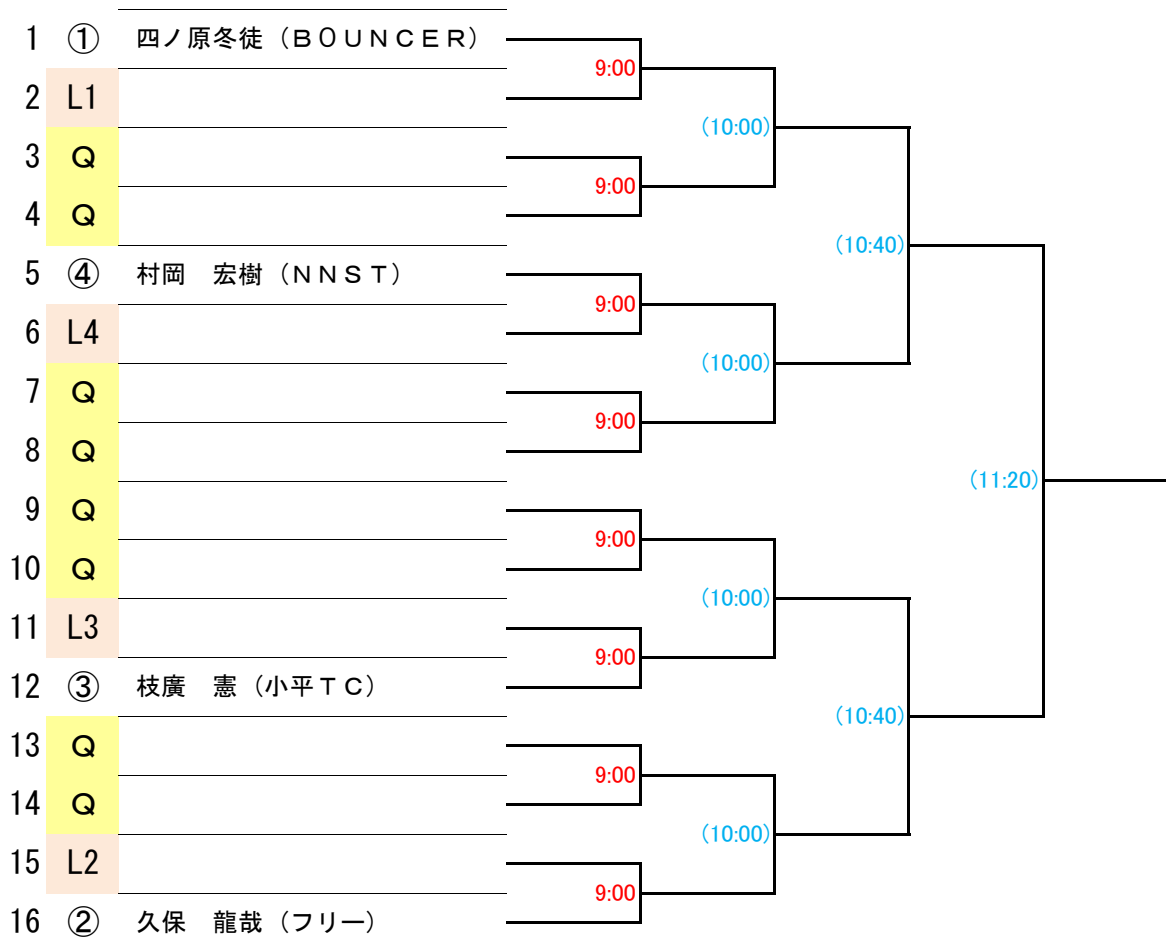 1 ① 四ノ原冬徒（BOUNCER）
9:00
2 L1
(10:00)
3 Q
9:00
4 Q
(10:40)
5 ④ 村岡　宏樹（NNST）
9:00
6 L4
(10:00)
7 Q
9:00
8 Q
(11:20)
9 Q
9:00
10 Q
(10:00)
11 L3
9:00
12 ③ 枝廣　憲（小平TC）
(10:40)
13 Q
9:00
14 Q
(10:00)
15 L2
9:00
16 ② 久保　龍哉（フリー）